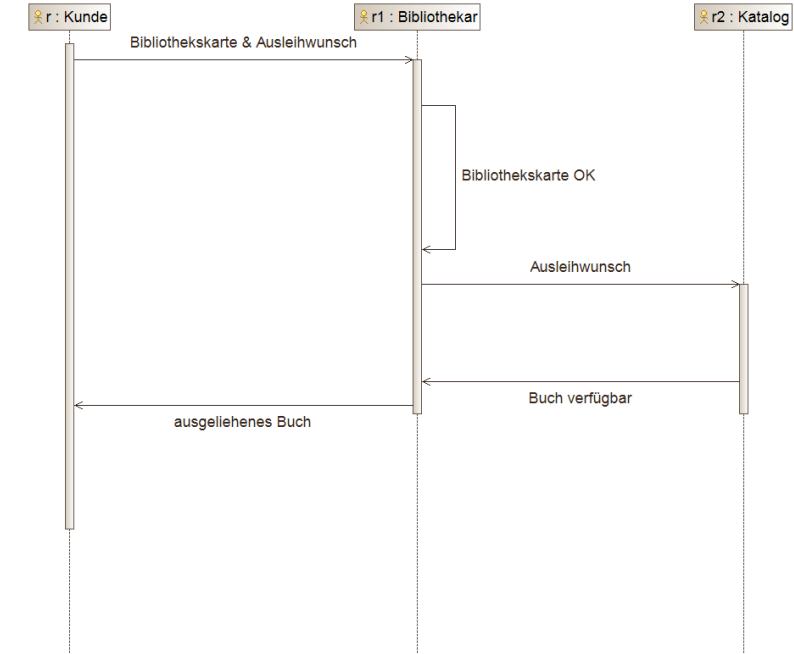 r : Kunde
r1 : Bibliothekar
r2 : Katalog
Bibliothekskarte & Ausleihwunsch
Bibliothekskarte OK
Ausleihwunsch
Buch verfügbar
ausgeliehenes Buch